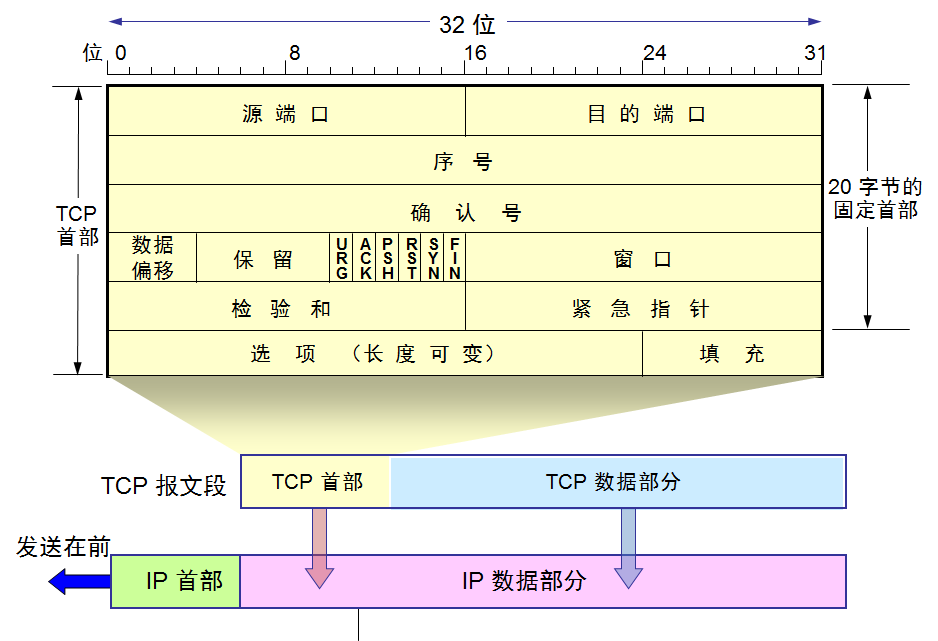 32 位
位 0 8 16 24 31
源 端 口 目 的 端 口
序 号
确 认 号
TCP
首部
20 字节的
固定首部
数据
偏移
保 留
URG
ACK
PSH
RST
SYN
FIN
窗 口
检 验 和 紧 急 指 针
选 项 （长 度 可 变） 填 充
TCP 报文段 TCP 首部 TCP 数据部分
发送在前
IP 首部 IP 数据部分